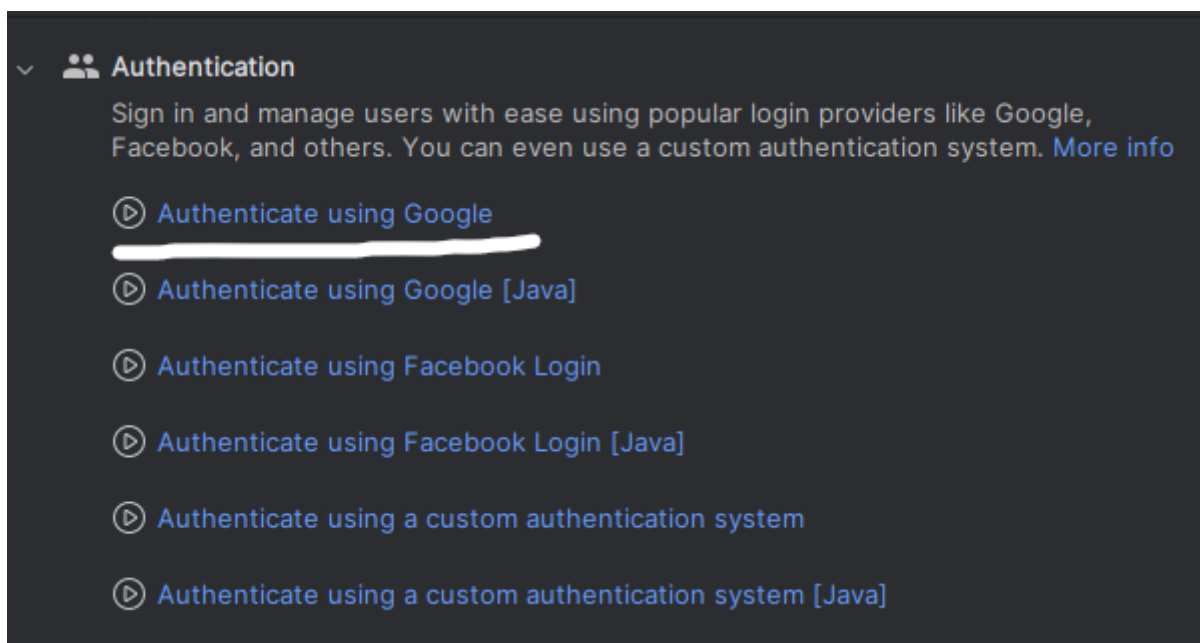 Authentication
Sign in and manage users with ease using popular login providers like Google,
Facebook, and others. You can even use a custom authentication system. More info
Authenticate using Google
Authenticate using Google [Java]
Authenticate using Facebook Login
Authenticate using Facebook Login [Java]
Authenticate using a custom authentication system
Authenticate using a custom authentication system [Java]